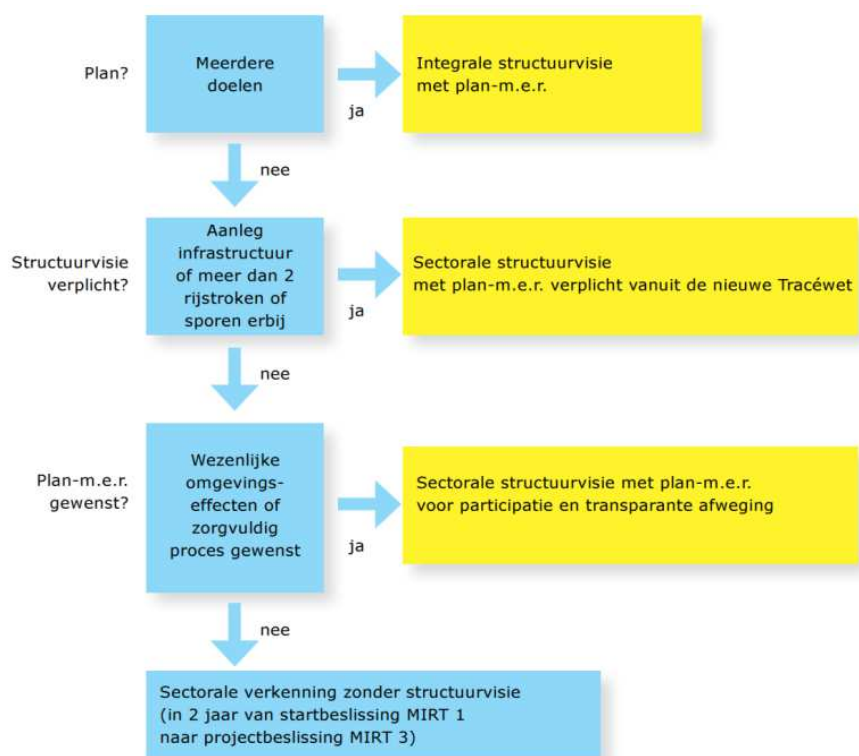 Plan?
Meerdere
doelen
ja
Integrale structuurvisie
met plan-m.e.r.
nee
Structuurvisie
verplicht?
Aanleg
infrastructuur
of meer dan 2
rijstroken of
sporen erbij
ja
Sectorale structuurvisie
met plan-m.e.r. verplicht vanuit de nieuwe Tracéwet
nee
Plan-m.e.r.
gewenst?
Wezenlijke
omgevings-
effecten of
zorgvuldig
proces gewenst
ja
Sectorale structuurvisie met plan-m.e.r.
voor participatie en transparante afweging
nee
Sectorale verkenning zonder structuurvisie
(in 2 jaar van startbeslissing MIRT 1
naar projectbeslissing MIRT 3)